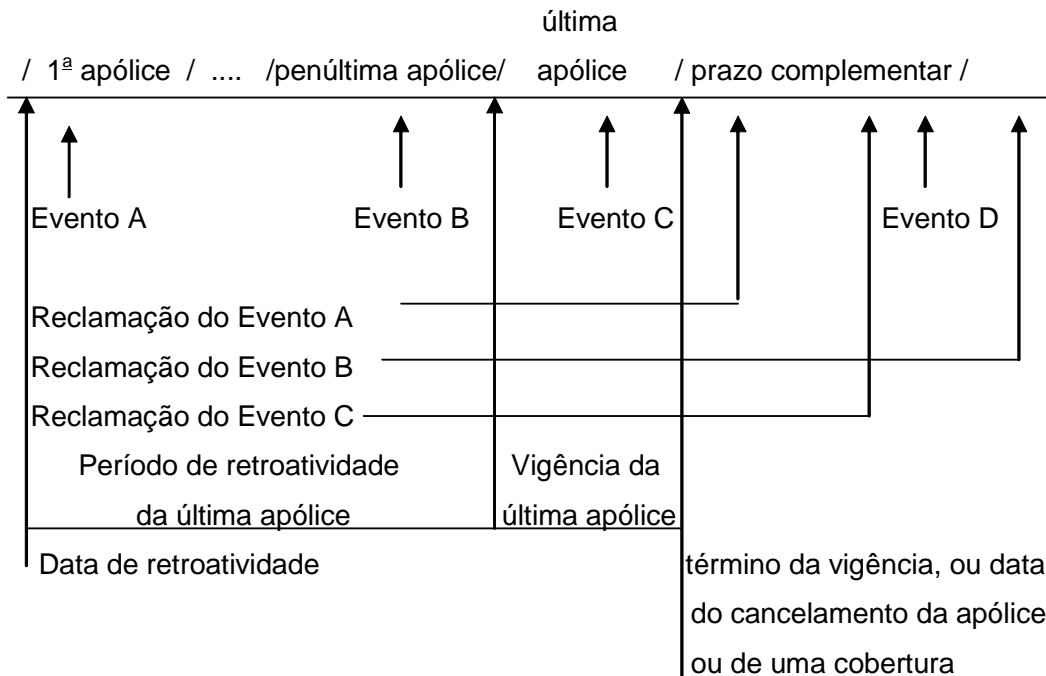 última
/ 1ª apólice / .... /penúltima apólice/ apólice / prazo complementar /
Evento A Evento B Evento C Evento D
Reclamação do Evento A
Reclamação do Evento B
Reclamação do Evento C
Período de retroatividade Vigência da
da última apólice última apólice
Data de retroatividade término da vigência, ou data
do cancelamento da apólice
ou de uma cobertura